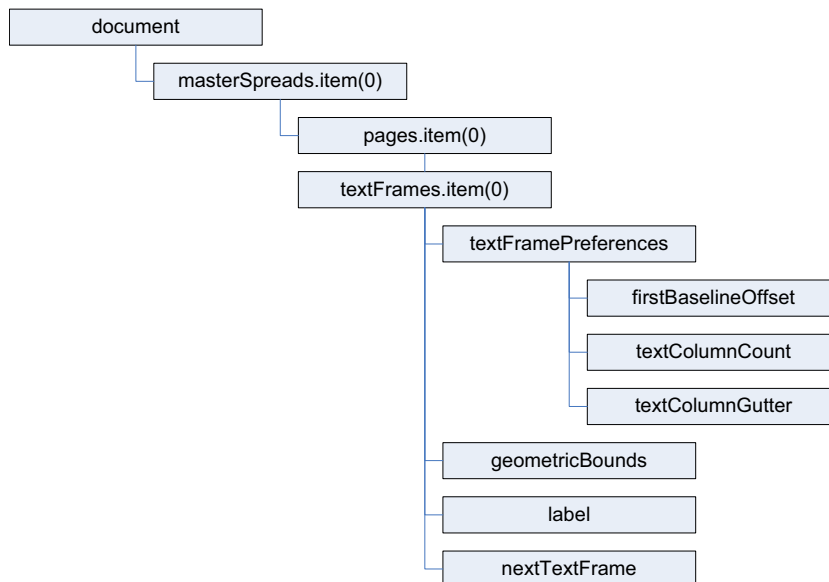 document
masterSpreads.item(0)
pages.item(0)
textFrames.item(0)
textFramePreferences
firstBaselineOffset
textColumnCount
textColumnGutter
geometricBounds
label
nextTextFrame